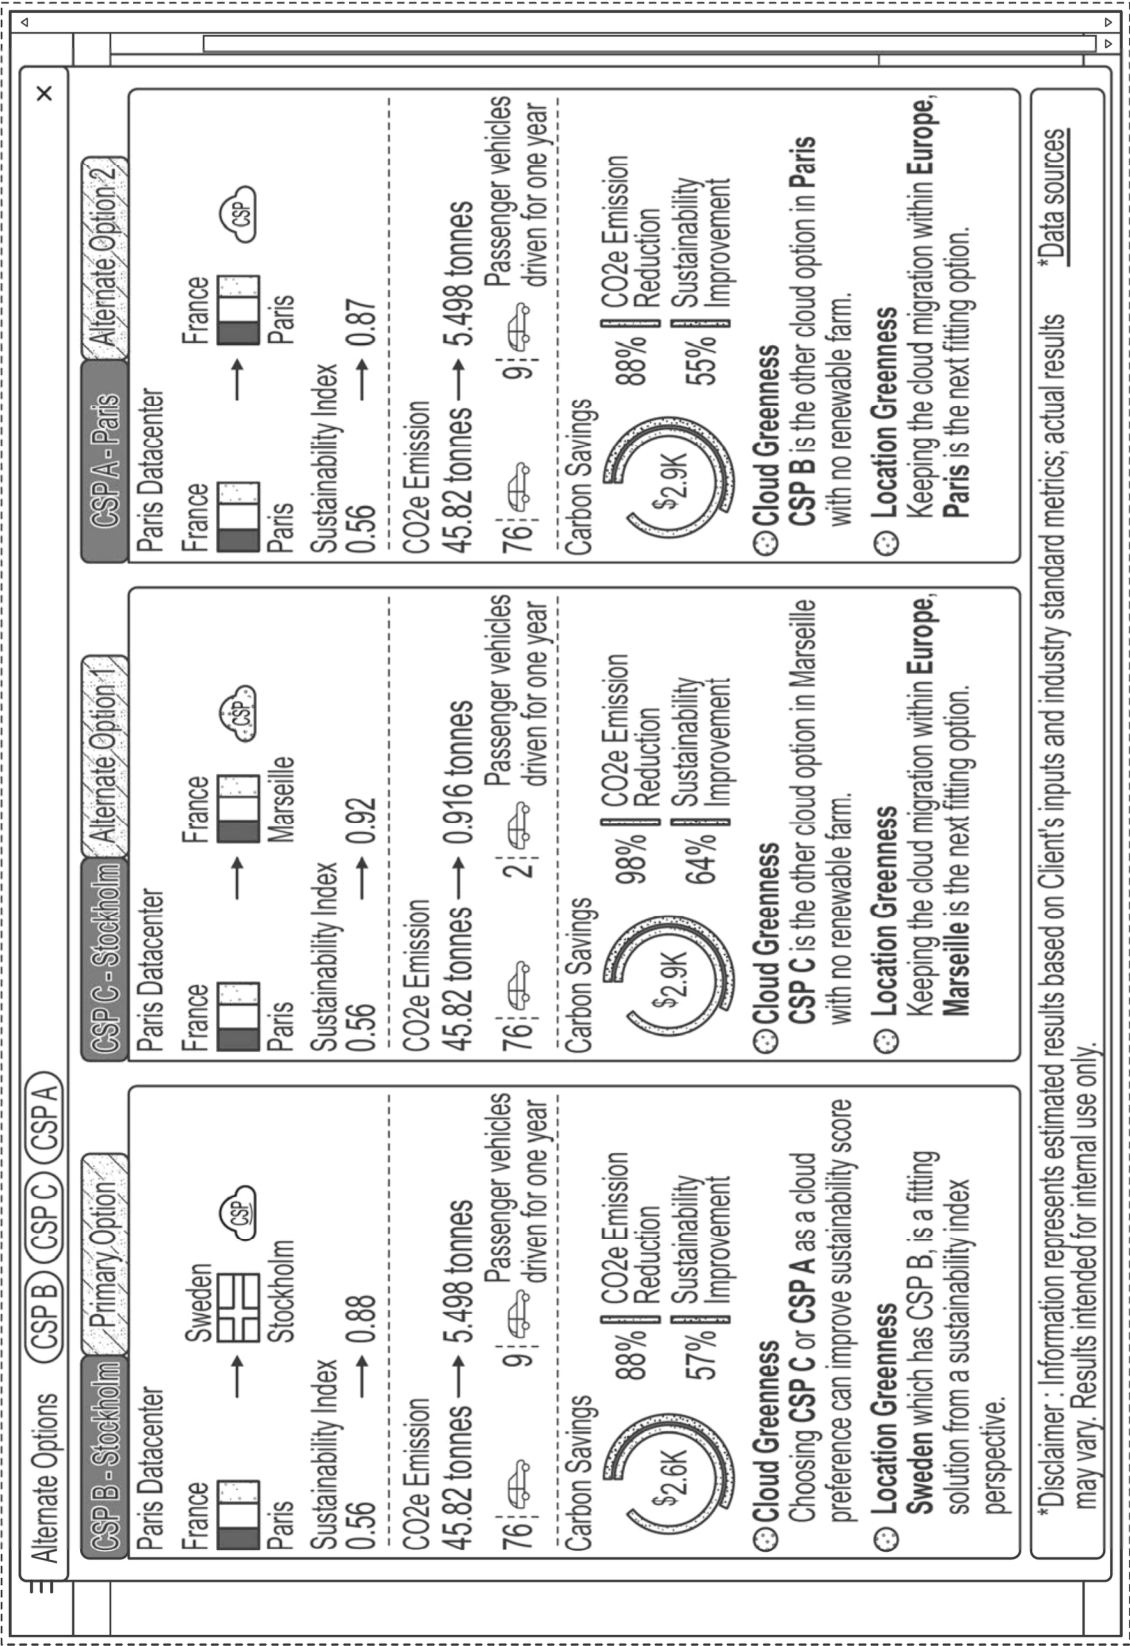 Alternate Options
CSP B
CSP C
CSP A
×
CSP B - Stockholm
Primary Option
Paris Datacenter
France
Sweden
CSP
Paris
Stockholm
Sustainability Index
0.56
0.88
CO2e Emission
45.82 tonnes
5.498 tonnes
76
9
Passenger vehicles
driven for one year
Carbon Savings
$2.6K
88%
CO2e Emission
Reduction
57%
Sustainability
Improvement
Cloud Greenness
Choosing CSP C or CSP A as a cloud
preference can improve sustainability score
Location Greenness
Sweden which has CSP B, is a fitting
solution from a sustainability index
perspective.
CSP C - Stockholm
Alternate Option 1
Paris Datacenter
France
France
CSP
Paris
Marseille
Sustainability Index
0.56
0.92
CO2e Emission
45.82 tonnes
0.916 tonnes
76
2
Passenger vehicles
driven for one year
Carbon Savings
$2.9K
98%
CO2e Emission
Reduction
64%
Sustainability
Improvement
Cloud Greenness
CSP C is the other cloud option in Marseille
with no renewable farm.
Location Greenness
Keeping the cloud migration within Europe,
Marseille is the next fitting option.
CSP A - Paris
Alternate Option 2
Paris Datacenter
France
France
CSP
Paris
Paris
Sustainability Index
0.56
0.87
CO2e Emission
45.82 tonnes
5.498 tonnes
76
9
Passenger vehicles
driven for one year
Carbon Savings
$2.9K
88%
CO2e Emission
Reduction
55%
Sustainability
Improvement
Cloud Greenness
CSP B is the other cloud option in Paris
with no renewable farm.
Location Greenness
Keeping the cloud migration within Europe,
Paris is the next fitting option.
*Disclaimer : Information represents estimated results based on Client's inputs and industry standard metrics; actual results
may vary. Results intended for internal use only.
*Data sources